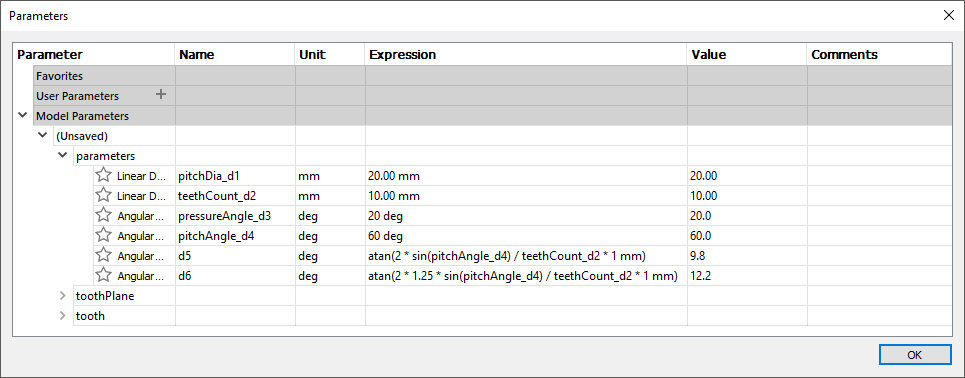 Parameters
Parameter Name Unit Expression Value Comments
Favorites
User Parameters +
Model Parameters
(Unsaved)
parameters
Linear D... pitchDia_d1 mm 20.00 mm 20.00
Linear D... teethCount_d2 mm 10.00 mm 10.00
Angular... pressureAngle_d3 deg 20 deg 20.0
Angular... pitchAngle_d4 deg 60 deg 60.0
Angular... d5 deg atan(2 * sin(pitchAngle_d4) / teethCount_d2 * 1 mm) 9.8
Angular... d6 deg atan(2 * 1.25 * sin(pitchAngle_d4) / teethCount_d2 * 1 mm) 12.2
toothPlane
tooth
OK